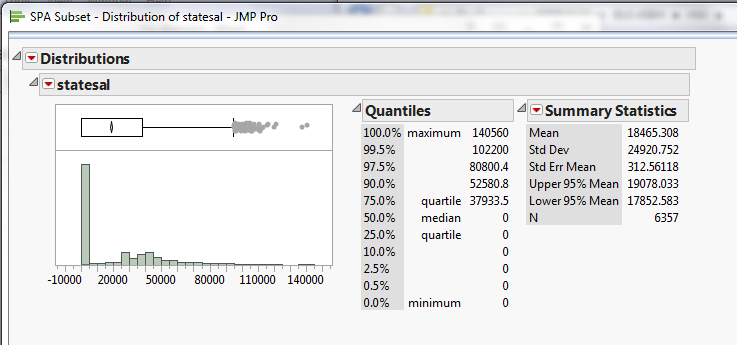 SPA Subset - Distribution of statesal - JMP Pro
Distributions
statesal
-10000 20000 50000 80000 110000 140000
Quantiles
100.0% maximum 140560
99.5% 102200
97.5% 80800.4
90.0% 52580.8
75.0% quartile 37933.5
50.0% median 0
25.0% quartile 0
10.0% 0
2.5% 0
0.5% 0
0.0% minimum 0
Summary Statistics
Mean 18465.308
Std Dev 24920.752
Std Err Mean 312.56118
Upper 95% Mean 19078.033
Lower 95% Mean 17852.583
N 6357